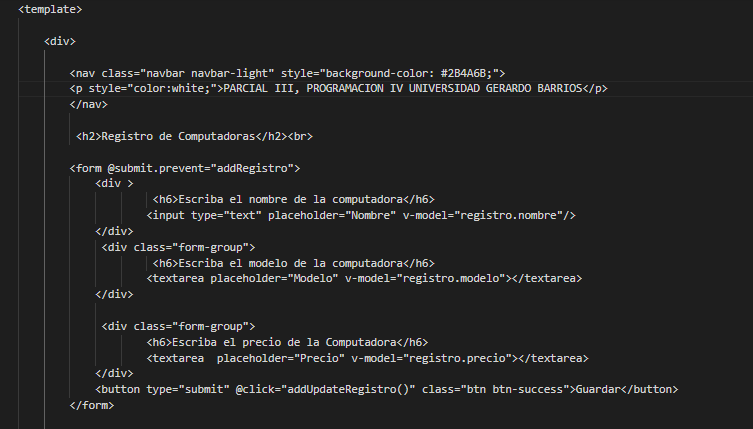 <template>
<div>
<nav class="navbar navbar-light" style="background-color: #2B4A6B;">
<p style="color:white;">PARCIAL III, PROGRAMACION IV UNIVERSIDAD GERARDO BARRIOS</p>
</nav>
<h2>Registro de Computadoras</h2><br>
<form @submit.prevent="addRegistro">
<div >
<h6>Escriba el nombre de la computadora</h6>
<input type="text" placeholder="Nombre" v-model="registro.nombre"/>
</div>
<div class="form-group">
<h6>Escriba el modelo de la computadora</h6>
<textarea placeholder="Modelo" v-model="registro.modelo"></textarea>
</div>
<div class="form-group">
<h6>Escriba el precio de la Computadora</h6>
<textarea  placeholder="Precio" v-model="registro.precio"></textarea>
</div>
<button type="submit" @click="addUpdateRegistro()" class="btn btn-success">Guardar</button>
</form>